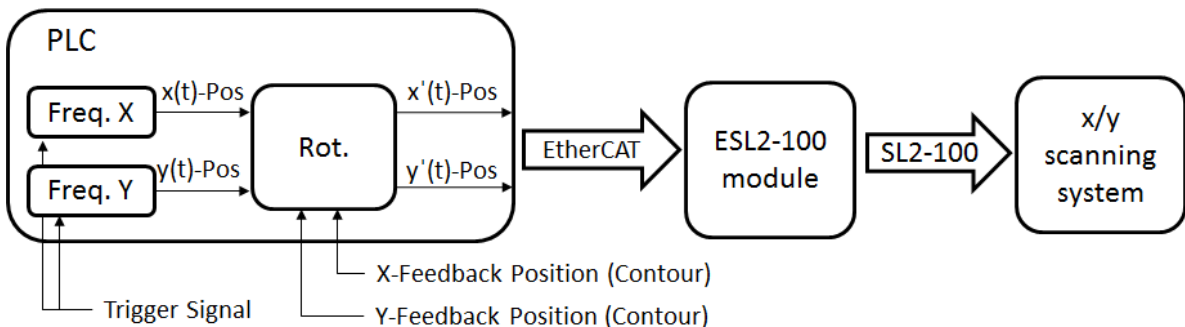 PLC
x(t)-Pos
x'(t)-Pos
Freq. X
Rot.
y(t)-Pos
y'(t)-Pos
Freq. Y
EtherCAT
ESL2-100
module
SL2-100
x/y
scanning
system
X-Feedback Position (Contour)
Trigger Signal
Y-Feedback Position (Contour)